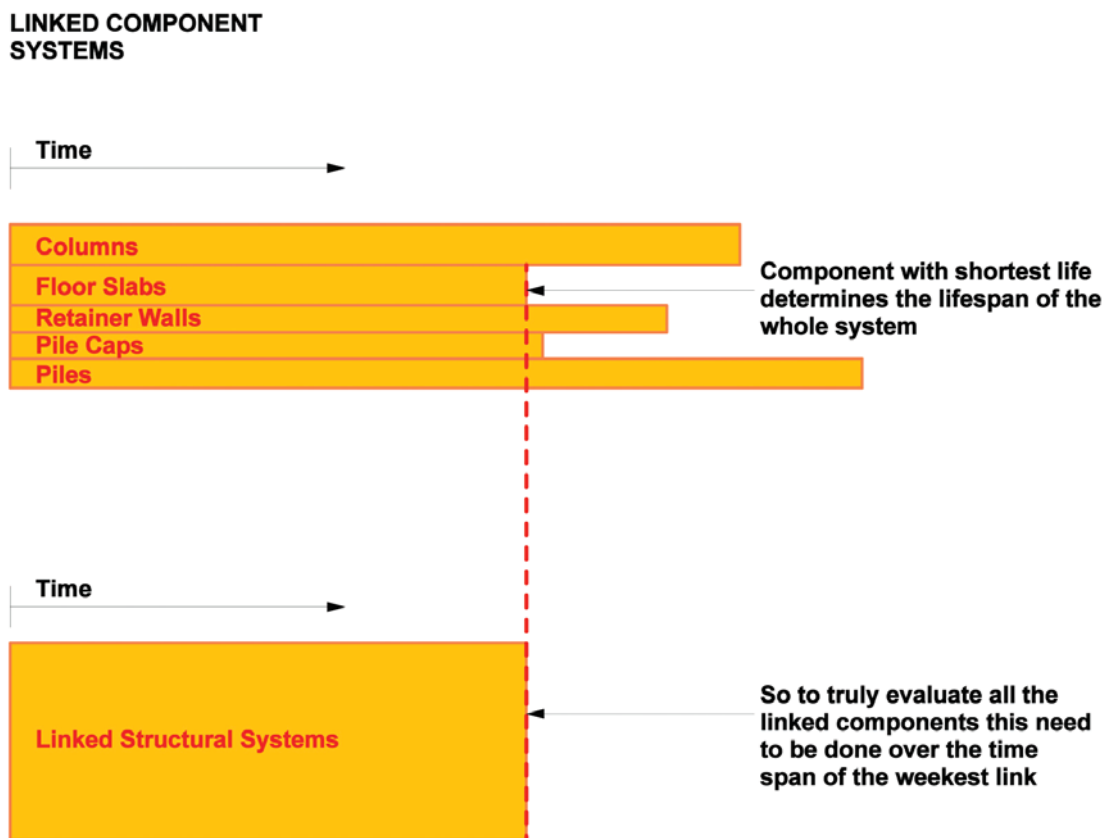 LINKED COMPONENT
SYSTEMS
Time
Columns
Floor Slabs
Retainer Walls
Pile Caps
Piles
Component with shortest life
determines the lifespan of the
whole system
Time
Linked Structural Systems
So to truly evaluate all the
linked components this need
to be done over the time
span of the weekest link